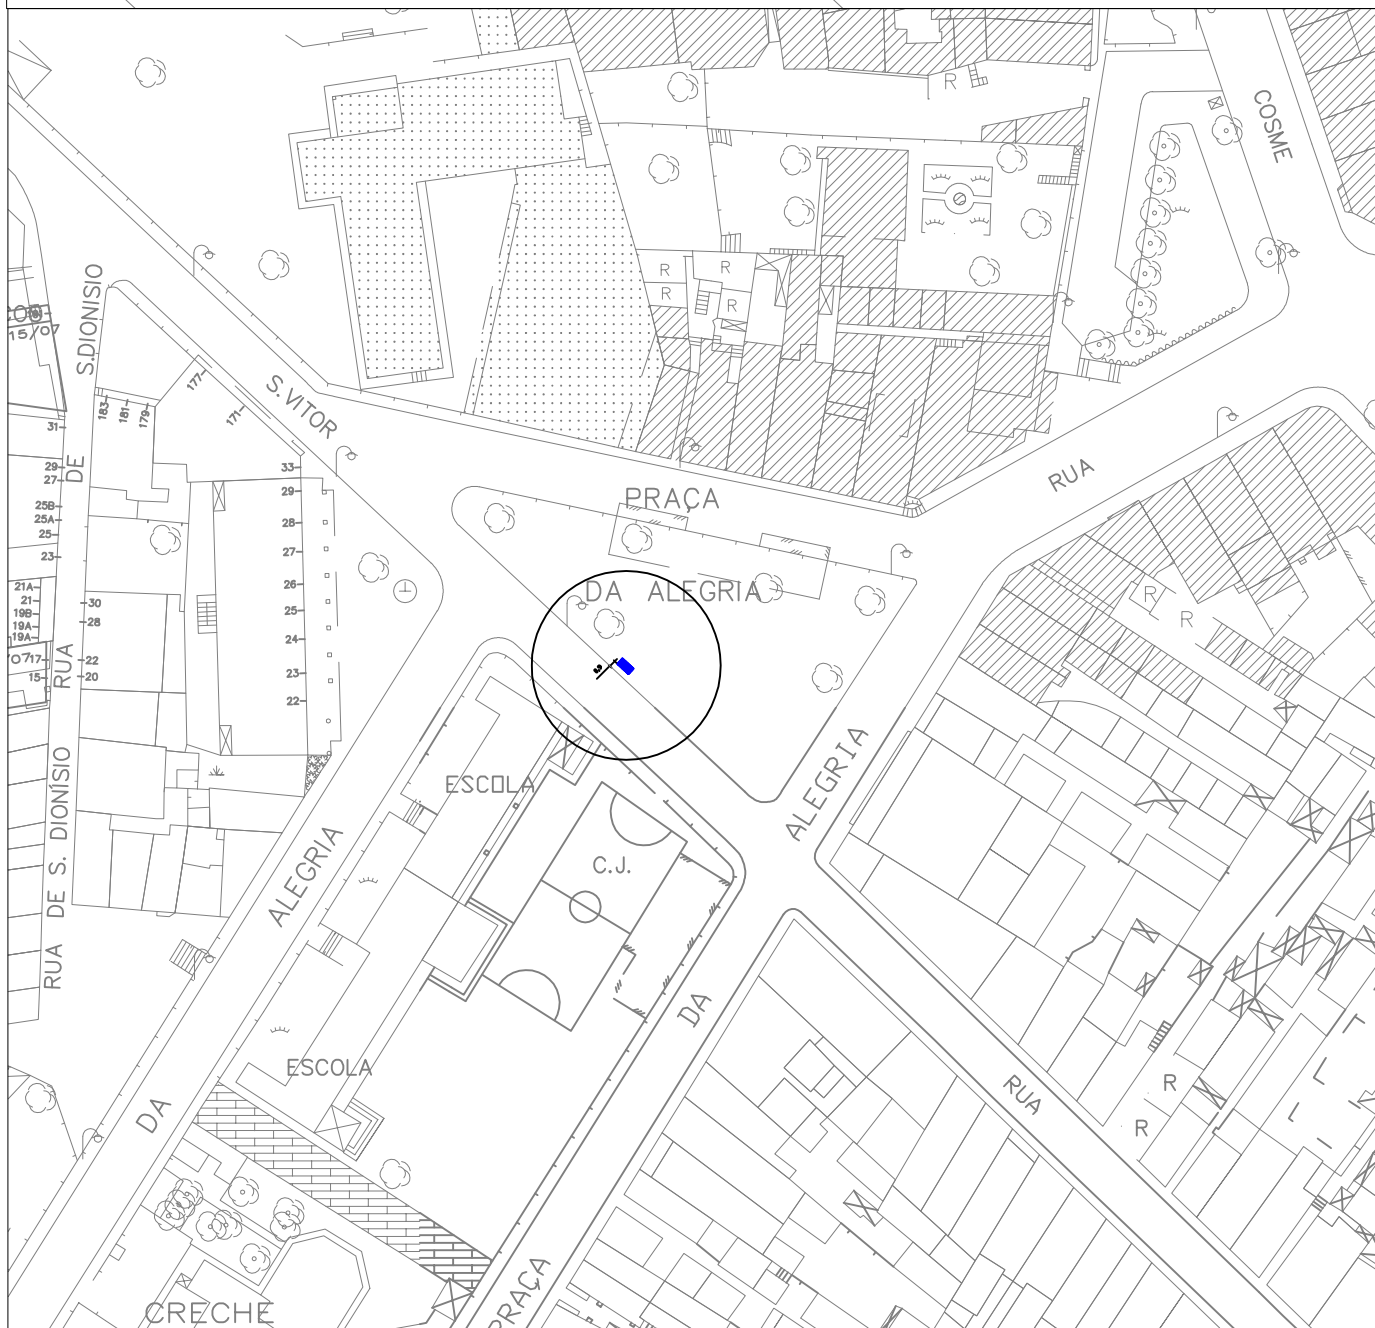 R
COSME
R
R
R
R
S.DIONISIO
15/07
177
S.VITOR
171
183
181
179
31
DE
29
27
33
29
RUA
PRAÇA
25B
25A
25
23
28
27
21A
21
19B
19A
19A
30
28
26
25
24
DA ALEGRIA
R
R
RUA
17
15
22
20
23
22
ESCOLA
ALEGRIA
RUA DE S. DIONÍSIO
ALEGRIA
C.J.
DA
ESCOLA
DA
RUA
R
R
PRAÇA
CRECHE